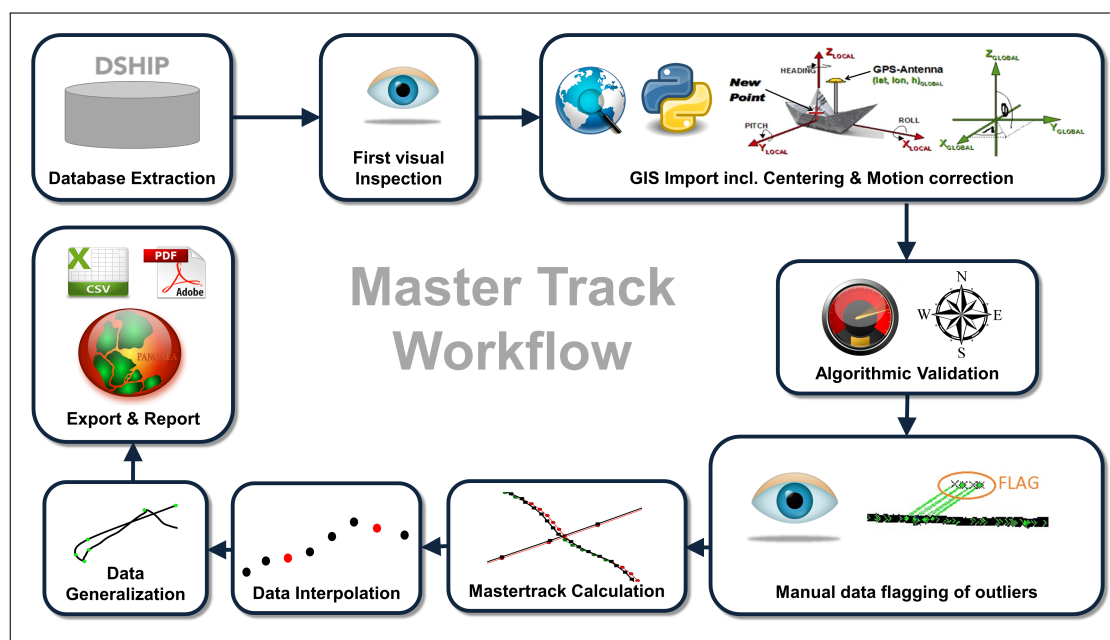 DSHIP
Database Extraction
First visual
Inspection
Z LOCAL
HEADING
GPS-Antenna
(lat, lon, h)GLOBAL
New
Point
PITCH
Y LOCAL
ROLL
X LOCAL
Z GLOBAL
Y GLOBAL
X GLOBAL
GIS Import incl. Centering & Motion correction
X
CSV
PDF
Adobe
PANGAEA
Export & Report
Master Track
Workflow
N
W E
S
Algorithmic Validation
FLAG
Manual data flagging of outliers
Mastertrack Calculation
Data Interpolation
Data
Generalization